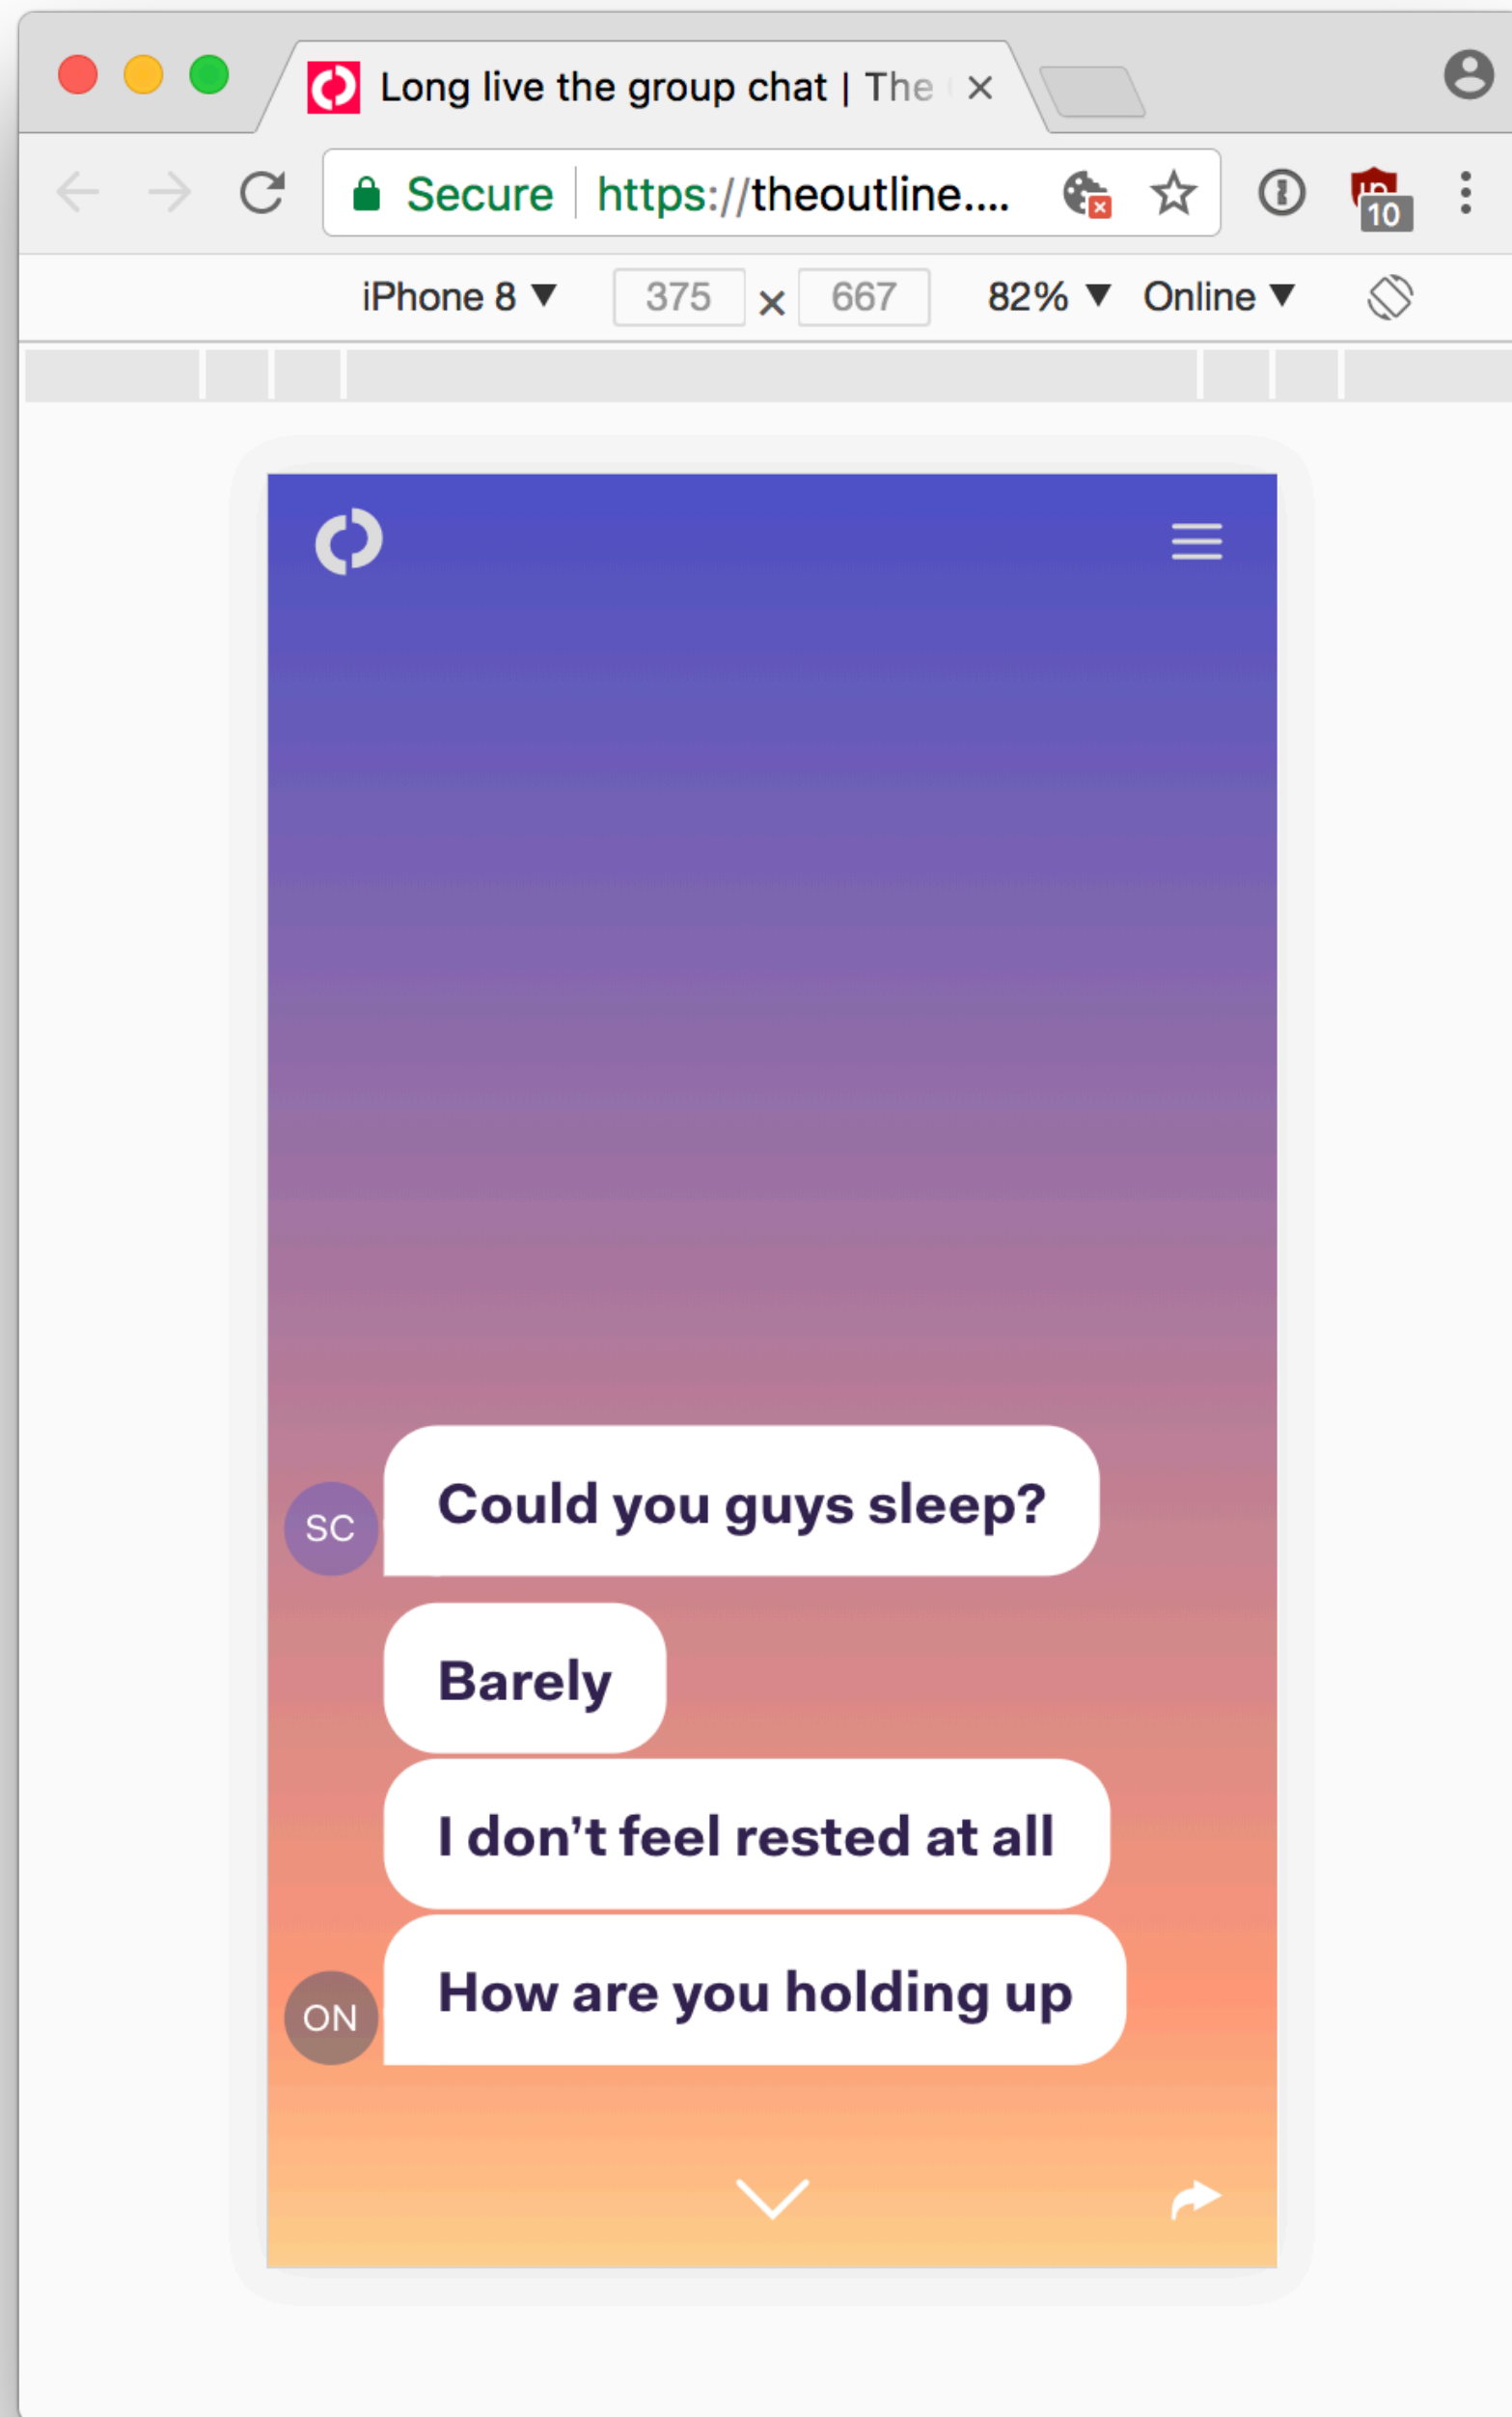 Long live the group chat | The
Secure https://theoutline....
10
iPhone 8 ▼ 375 × 667 82% ▼ Online ▼
Could you guys sleep?
SC
Barely
I don’t feel rested at all
How are you holding up
ON